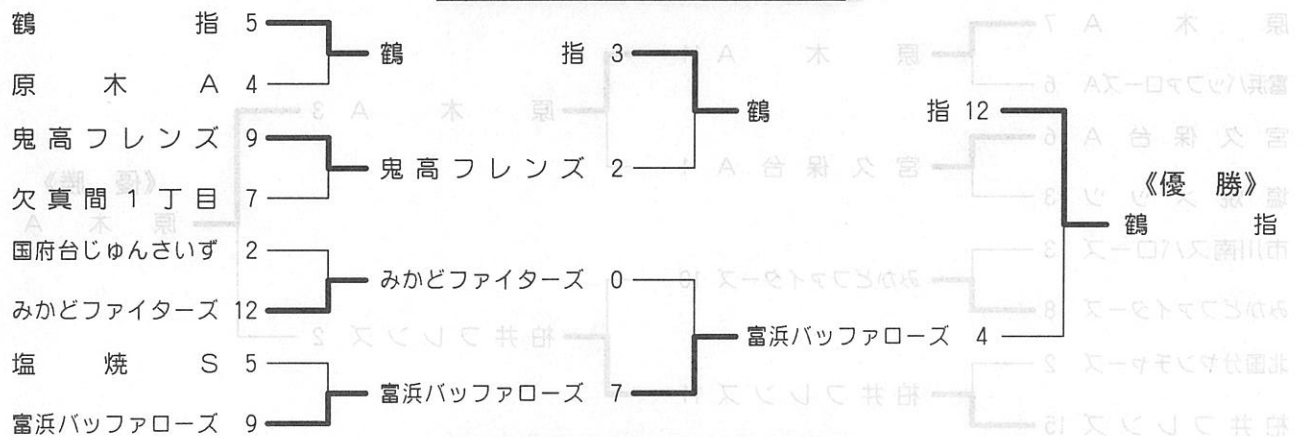 鶴指 5
原木A 4
鬼高フレンズ 9
欠真間1丁目 7
国府台じゅんさいず 2
みかどファイターズ 12
塩焼S 5
富浜バッファローズ 9
鶴指 3
鬼高フレンズ 2
みかどファイターズ 0
富浜バッファローズ 7
鶴指 12
富浜バッファローズ 4
《優勝》
鶴指